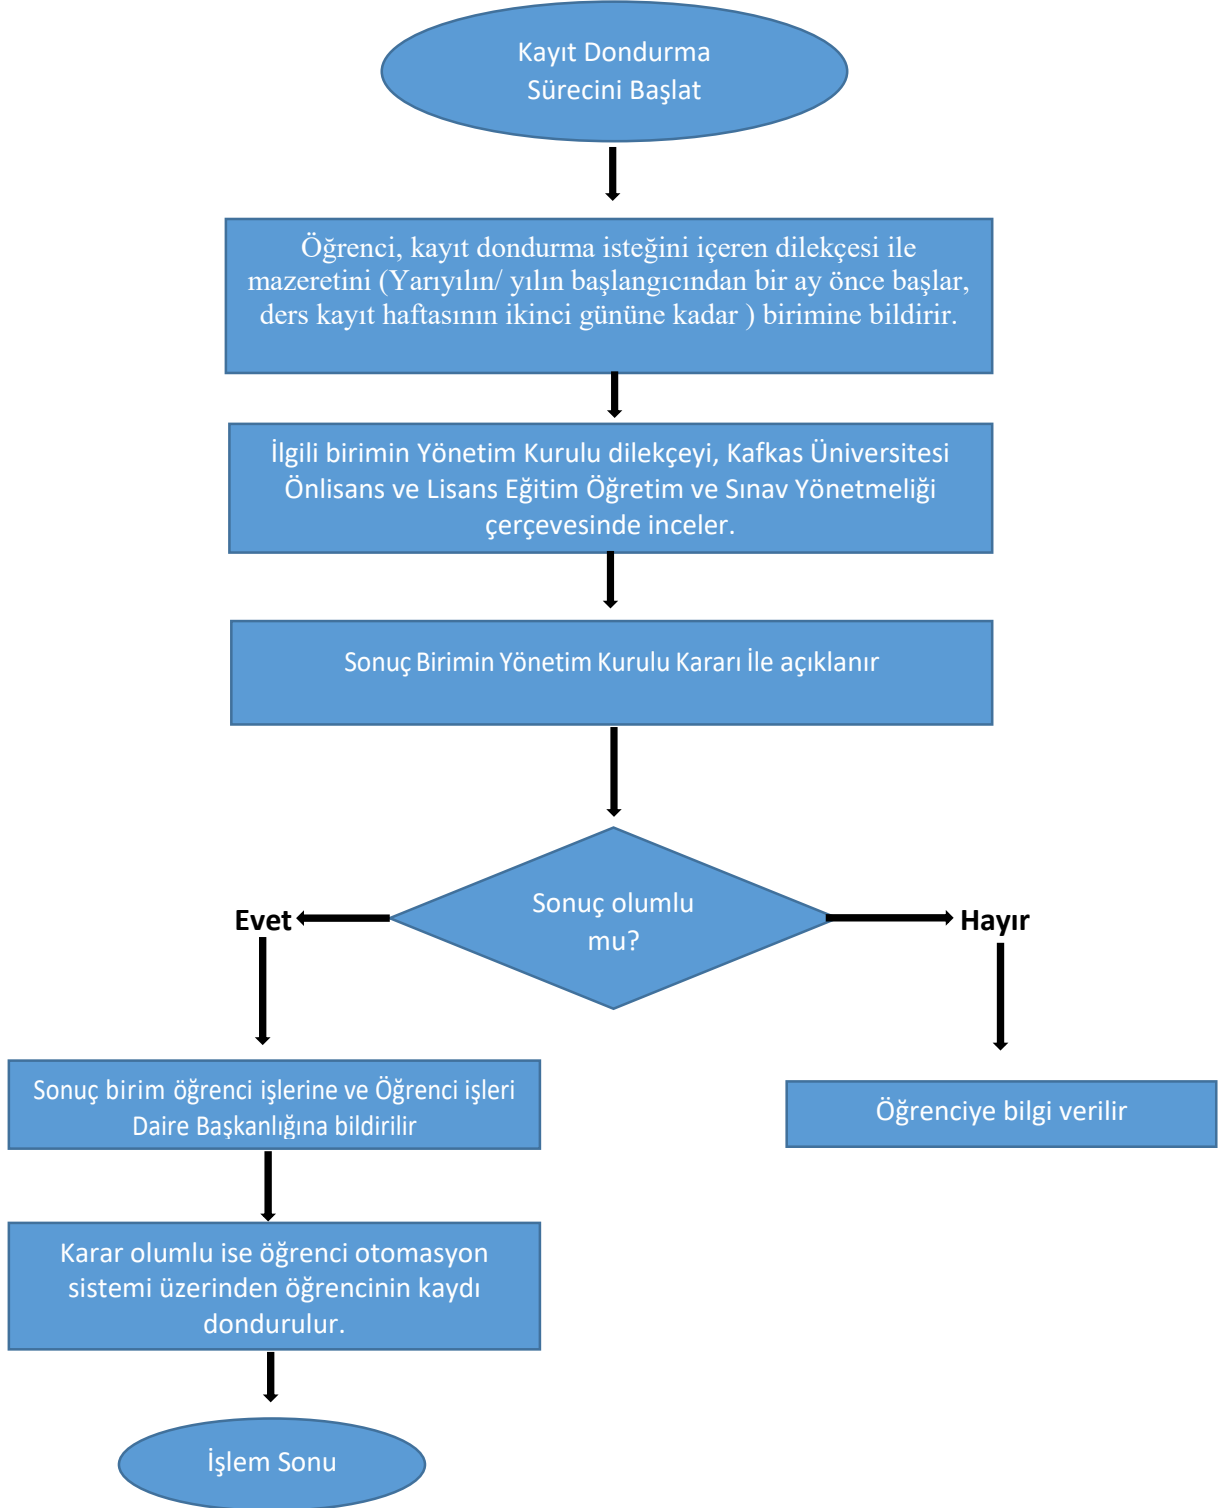 Kayıt Dondurma
Sürecini Başlat
Öğrenci, kayıt dondurma isteğini içeren dilekçesi ile
mazeretini (Yarıyılın/ yılın başlangıcından bir ay önce başlar,
ders kayıt haftasının ikinci gününe kadar ) birimine bildirir.
İlgili birimin Yönetim Kurulu dilekçeyi, Kafkas Üniversitesi
Önlisans ve Lisans Eğitim Öğretim ve Sınav Yönetmeliği
çerçevesinde inceler.
Sonuç Birimin Yönetim Kurulu Kararı İle açıklanır
Sonuç olumlu
mu?
Evet
Hayır
Sonuç birim öğrenci işlerine ve Öğrenci işleri
Daire Başkanlığına bildirilir
Öğrenciye bilgi verilir
Karar olumlu ise öğrenci otomasyon
sistemi üzerinden öğrencinin kaydı
dondurulur.
İşlem Sonu